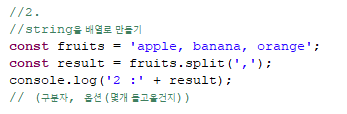 //2.
//string을 배열로 만들기
const fruits = 'apple, banana, orange';
const result = fruits.split(',');
console.log('2 :' + result);
// (구분자, 옵션(몇개 들고올건지))